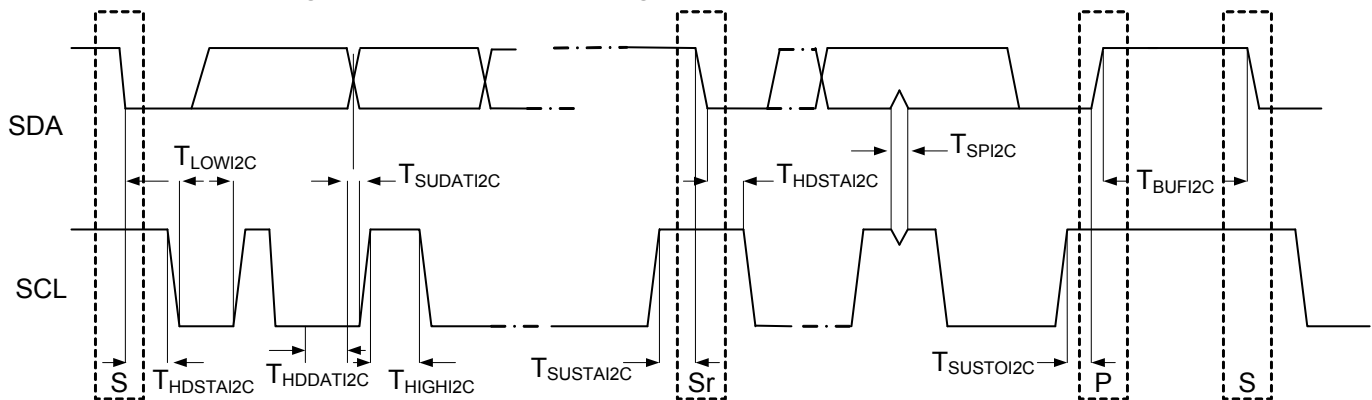 SDA
T_LOWI2C
T_SUDATI2C
T_HDSTAI2C
T_SPI2C
T_BUFI2C
SCL
S
T_HDSTAI2C
T_HDDATI2C
T_HIGHI2C
T_SUSTAI2C
Sr
T_SUSTOI2C
P
S